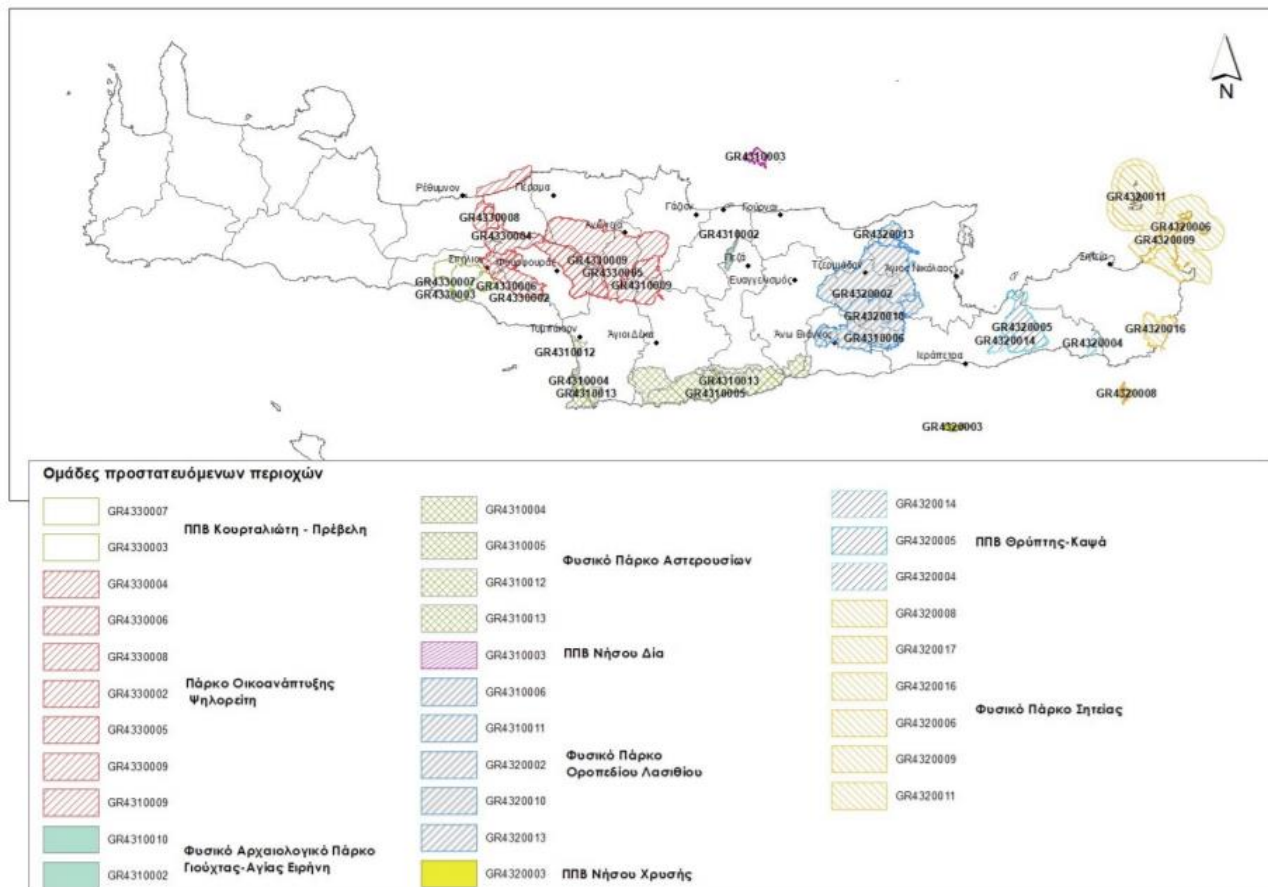 N
GR4310003
Ρέθυμνον
Πέραμα
Γάζιον
Γούρναι
GR4320011
GR4330008
GR4330004
Ανώγεια
GR4310002
GR4320013
GR4320006
GR4320009
Σπήλιον
Φουρφουράς
GR4330009
Πεζά
Τζερμιάδον
Άγιος Νικόλαος
Σητεία
GR4330007
GR4330006
GR4330005
Ευαγγελισμός
GR4320002
GR4330003
GR4330002
GR4310009
GR4320010
GR4320005
GR4320016
Τυμπάκιον
Άγιοι Δέκα
Άνω Βιάννος
GR4310006
GR4320014
GR4320004
GR4310012
Ιεράπετρα
GR4310004
GR4310013
GR4310013
GR4310005
GR4320008
GR4320003
Ομάδες προστατευόμενων περιοχών
GR4330007
ΠΠΒ Κουρταλιώτη - Πρέβελη
GR4330003
GR4330004
GR4330006
GR4330008
GR4330002
Πάρκο Οικοανάπτυξης
Ψηλορείτη
GR4330005
GR4330009
GR4310009
GR4310010
Φυσικό Αρχαιολογικό Πάρκο
Γιούχτας-Αγίας Ειρήνη
GR4310002
GR4310004
GR4310005
Φυσικό Πάρκο Αστερουσίων
GR4310012
GR4310013
GR4310003
ΠΠΒ Νήσου Δία
GR4310006
GR4310011
GR4320002
Φυσικό Πάρκο
Οροπεδίου Λασιθίου
GR4320010
GR4320013
GR4320003
ΠΠΒ Νήσου Χρυσής
GR4320014
GR4320005
ΠΠΒ Θρύπτης-Καψά
GR4320004
GR4320008
GR4320017
GR4320016
Φυσικό Πάρκο Σητείας
GR4320006
GR4320009
GR4320011